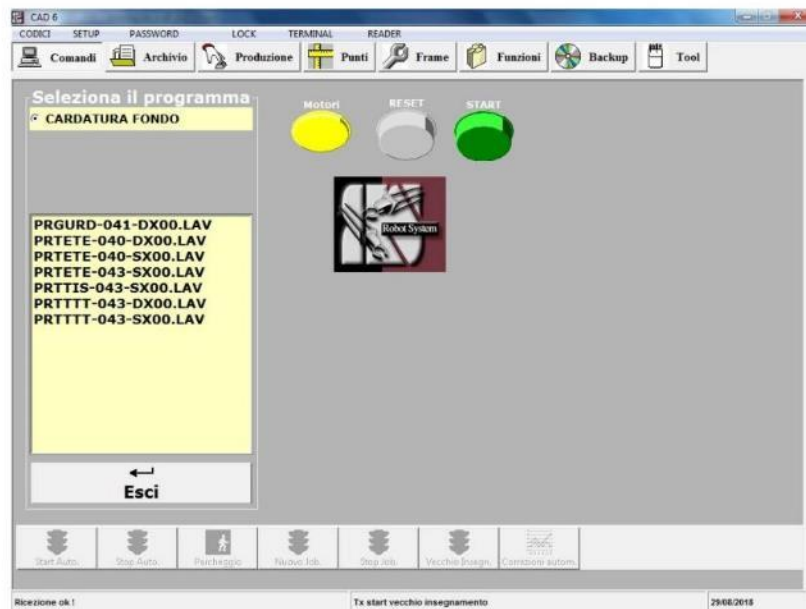 CAD 6
CODICI SETUP PASSWORD LOCK TERMINAL READER
Comandi Archivio Produzione Punti Frame Funzioni Backup Tool
Seleziona il programma
CARDATURA FONDO
Motori RESET START
Robot System
PRGURD-041-DX00.LAV
PRTETE-040-DX00.LAV
PRTETE-040-SX00.LAV
PRTETE-043-SX00.LAV
PRTTIS-043-SX00.LAV
PRTTTT-043-DX00.LAV
PRTTTT-043-SX00.LAV
Esci
Start Auto. Stop Auto. Parcheggio Nuovo Job. Stop Job. Vecchio Insegn. Correzioni autom.
Ricezione ok ! Tx start vecchio insegnamento 29/08/2018